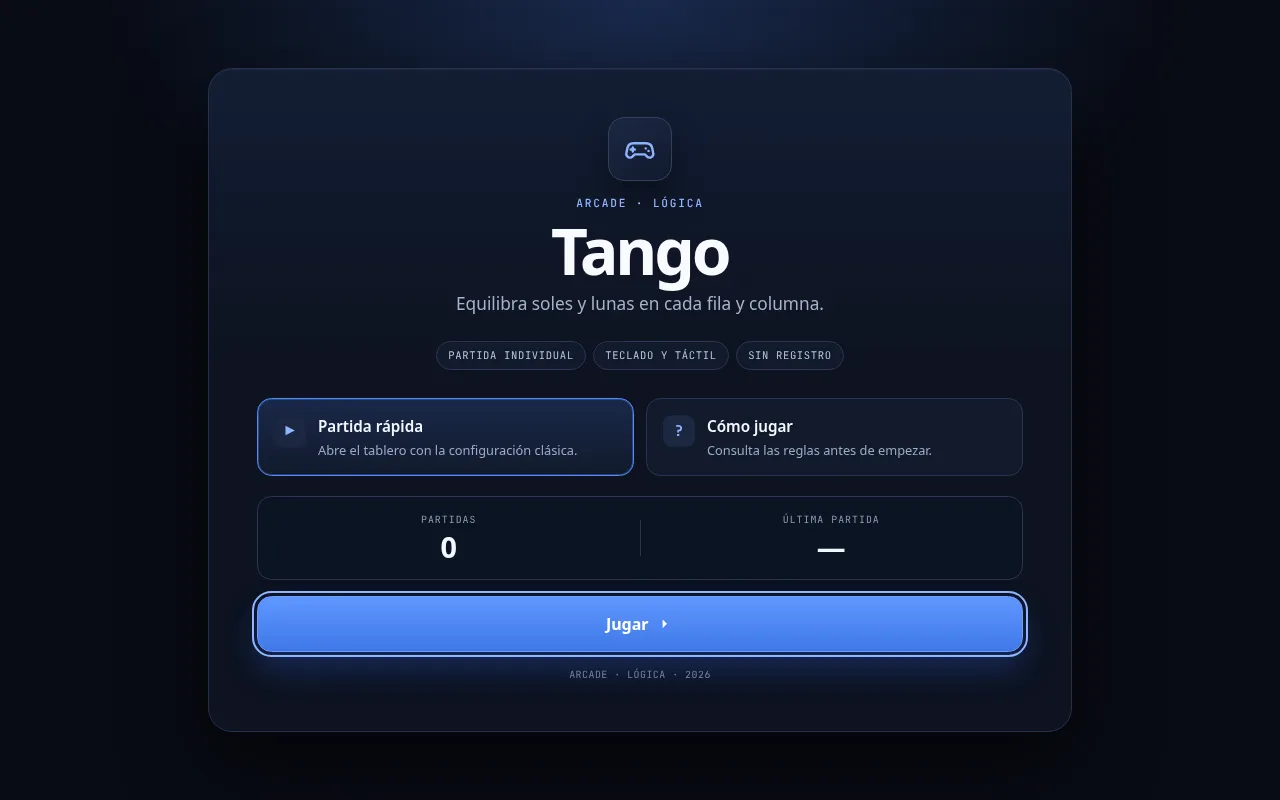 ARCADE · LÓGICA
Tango
Equilibra soles y lunas en cada fila y columna.
PARTIDA INDIVIDUAL
TECLADO Y TÁCTIL
SIN REGISTRO
Partida rápida
Abre el tablero con la configuración clásica.
?
Cómo jugar
Consulta las reglas antes de empezar.
PARTIDAS
0
ÚLTIMA PARTIDA
—
Jugar
ARCADE · LÓGICA · 2026